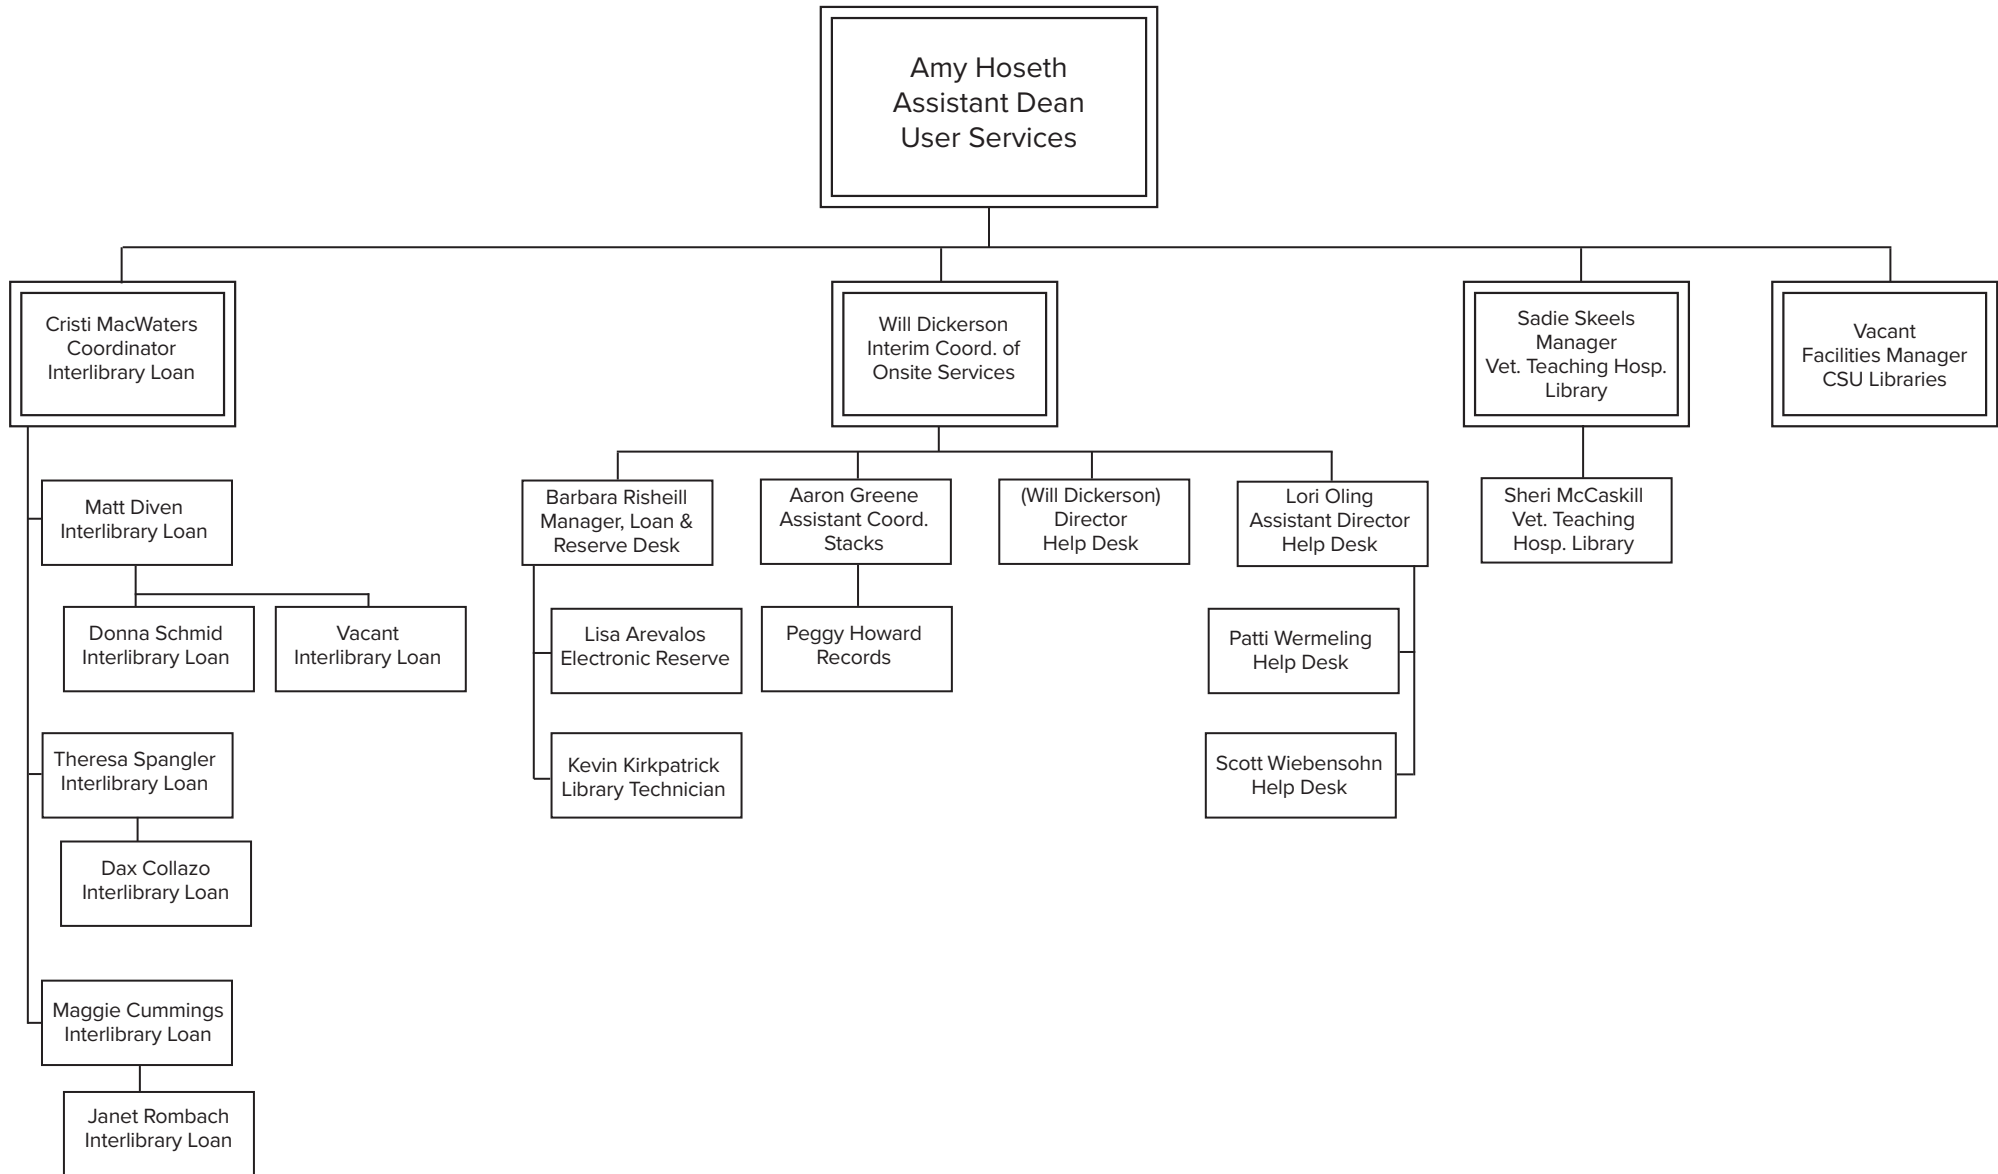 Amy Hoseth
Assistant Dean
User Services
Cristi MacWaters
Coordinator
Interlibrary Loan
Will Dickerson
Interim Coord. of
Onsite Services
Sadie Skeels
Manager
Vet. Teaching Hosp.
Library
Vacant
Facilities Manager
CSU Libraries
Matt Diven
Interlibrary Loan
Donna Schmid
Interlibrary Loan
Vacant
Interlibrary Loan
Theresa Spangler
Interlibrary Loan
Dax Collazo
Interlibrary Loan
Maggie Cummings
Interlibrary Loan
Janet Rombach
Interlibrary Loan
Barbara Risheill
Manager, Loan &
Reserve Desk
Lisa Arevalos
Electronic Reserve
Kevin Kirkpatrick
Library Technician
Aaron Greene
Assistant Coord.
Stacks
Peggy Howard
Records
(Will Dickerson)
Director
Help Desk
Lori Oling
Assistant Director
Help Desk
Patti Wermeling
Help Desk
Scott Wiebensohn
Help Desk
Sheri McCaskill
Vet. Teaching
Hosp. Library